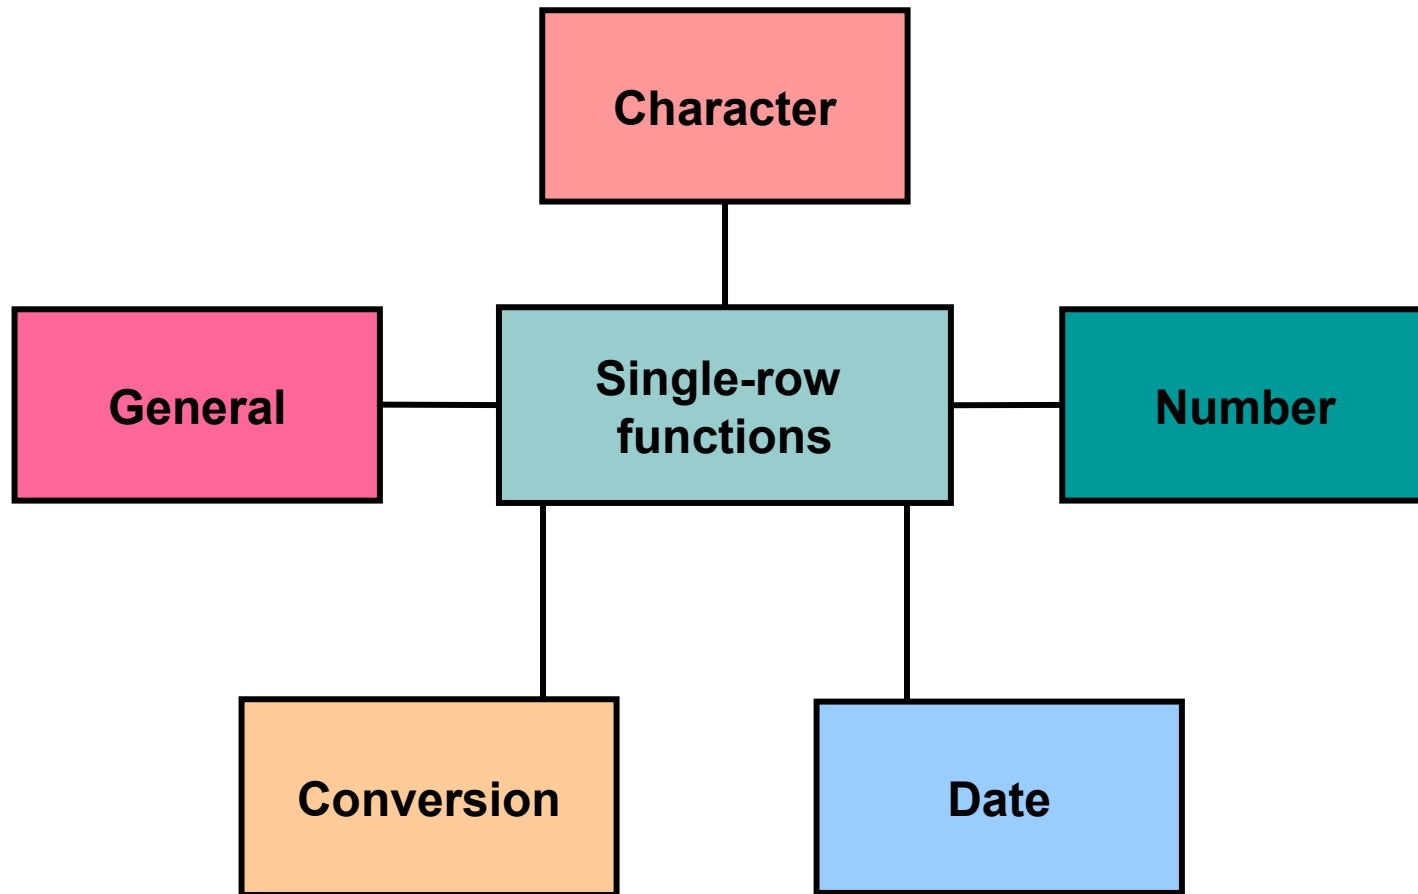 Character
General
Single-row
functions
Number
Conversion
Date